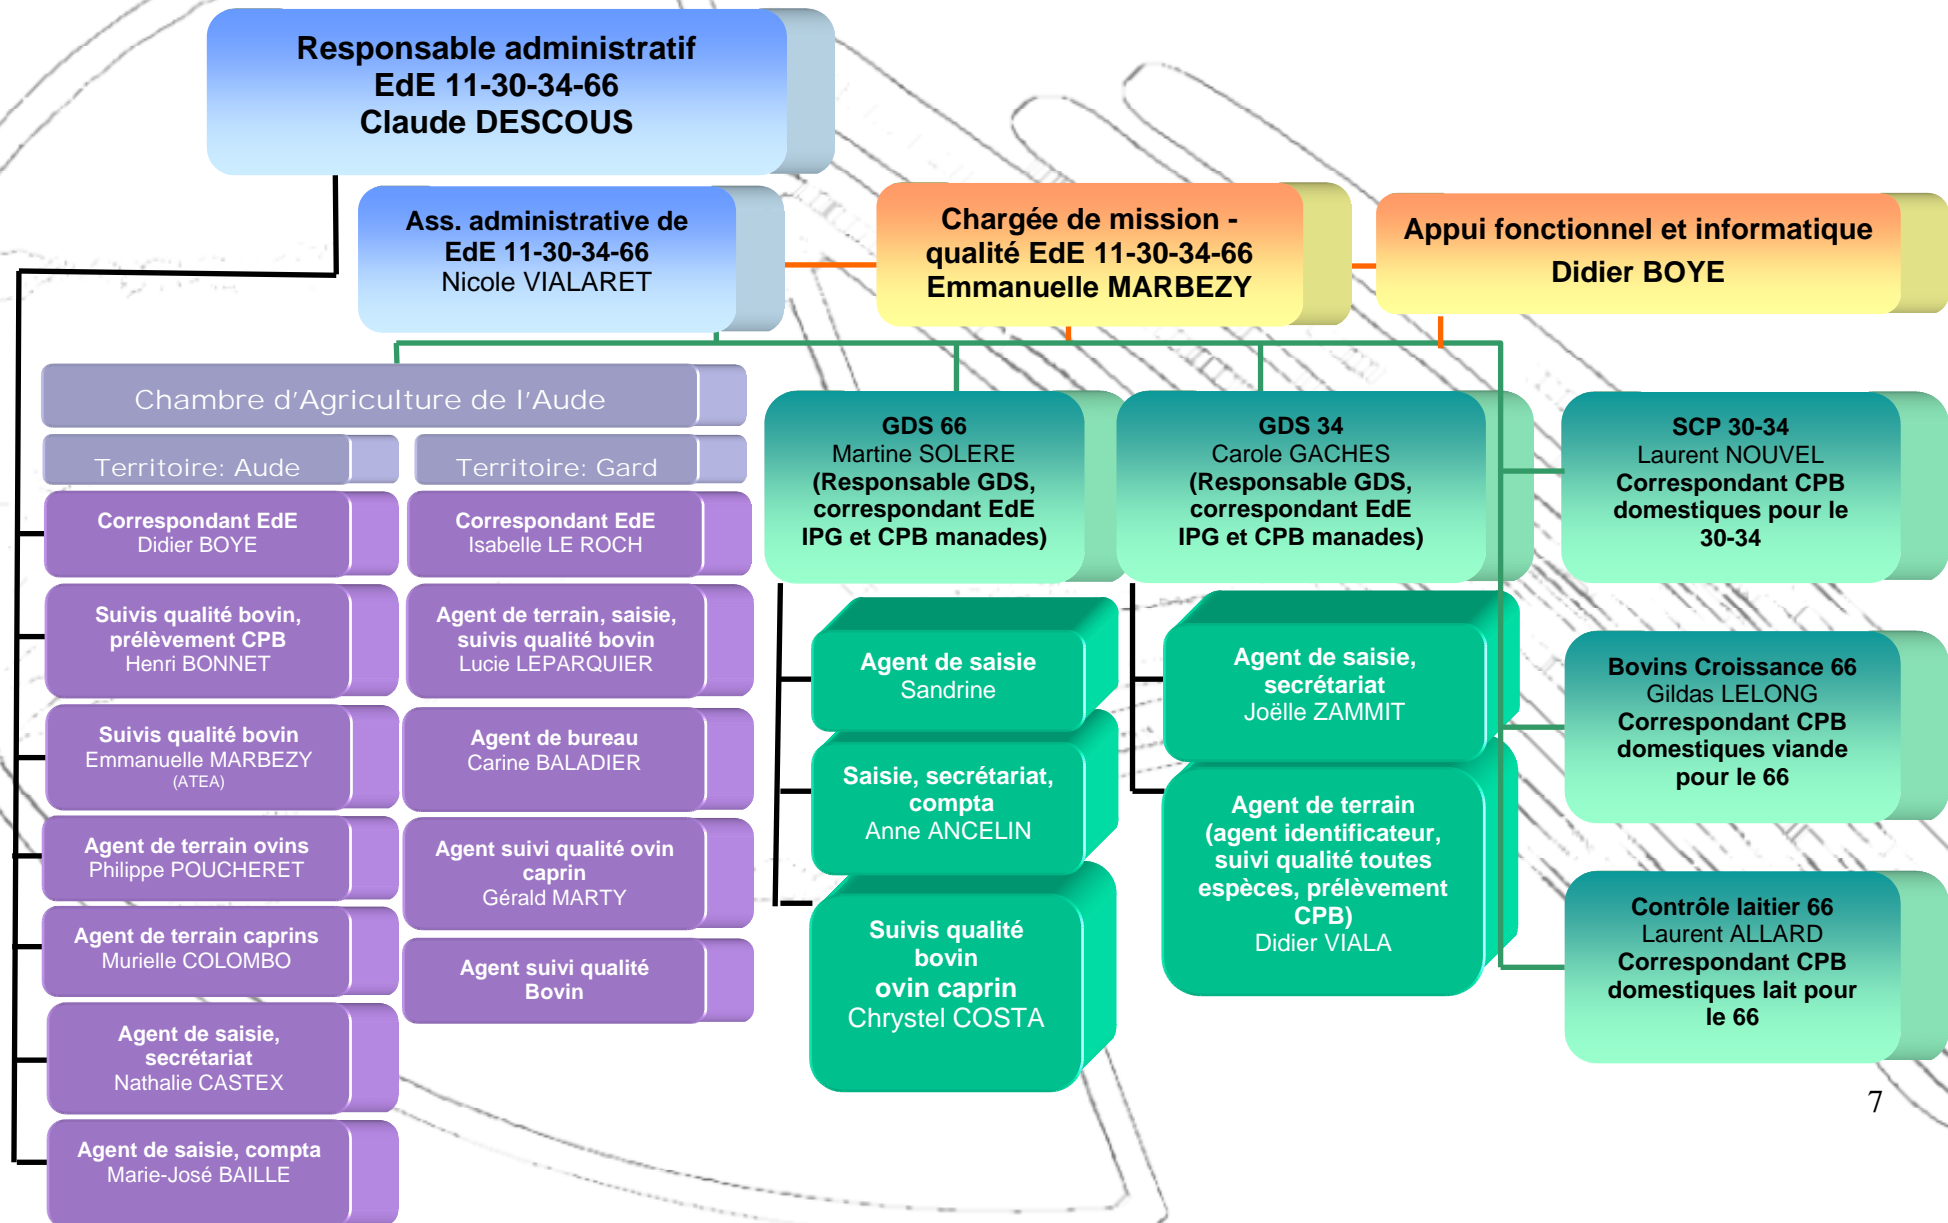 Responsable administratif
EdE 11-30-34-66
Claude DESCOUS
Ass. administrative de
EdE 11-30-34-66
Nicole VIALARET
Chargée de mission -
qualité EdE 11-30-34-66
Emmanuelle MARBEZY
Appui fonctionnel et informatique
Didier BOYE
Chambre d'Agriculture de l'Aude
Territoire: Aude
Correspondant EdE
Didier BOYE
Suivis qualité bovin,
prélèvement CPB
Henri BONNET
Suivis qualité bovin
Emmanuelle MARBEZY
(ATEA)
Agent de terrain ovins
Philippe POUCHERET
Agent de terrain caprins
Murielle COLOMBO
Agent de saisie,
secrétariat
Nathalie CASTEX
Agent de saisie, compta
Marie-José BAILLE
Territoire: Gard
Correspondant EdE
Isabelle LE ROCH
Agent de terrain, saisie,
suivis qualité bovin
Lucie LEPARQUIER
Agent de bureau
Carine BALADIER
Agent suivi qualité ovin
caprin
Gérald MARTY
Agent suivi qualité
Bovin
GDS 66
Martine SOLERE
(Responsable GDS,
correspondant EdE
IPG et CPB manades)
Agent de saisie
Sandrine
Saisie, secrétariat,
compta
Anne ANCELIN
Suivis qualité
bovin
ovin caprin
Chrystel COSTA
GDS 34
Carole GACHES
(Responsable GDS,
correspondant EdE
IPG et CPB manades)
Agent de saisie,
secrétariat
Joëlle ZAMMIT
Agent de terrain
(agent identificateur,
suivi qualité toutes
espèces, prélèvement
CPB)
Didier VIALA
SCP 30-34
Laurent NOUVEL
Correspondant CPB
domestiques pour le
30-34
Bovins Croissance 66
Gildas LELONG
Correspondant CPB
domestiques viande
pour le 66
Contrôle laitier 66
Laurent ALLARD
Correspondant CPB
domestiques lait pour
le 66
7